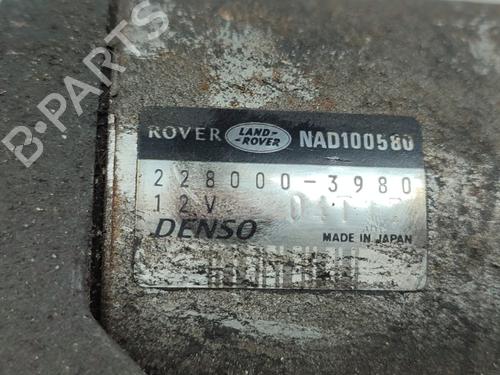 ROVER LAND-ROVER NAD100580
228000-3980
12V
DENSO MADE IN JAPAN
B-PARTS